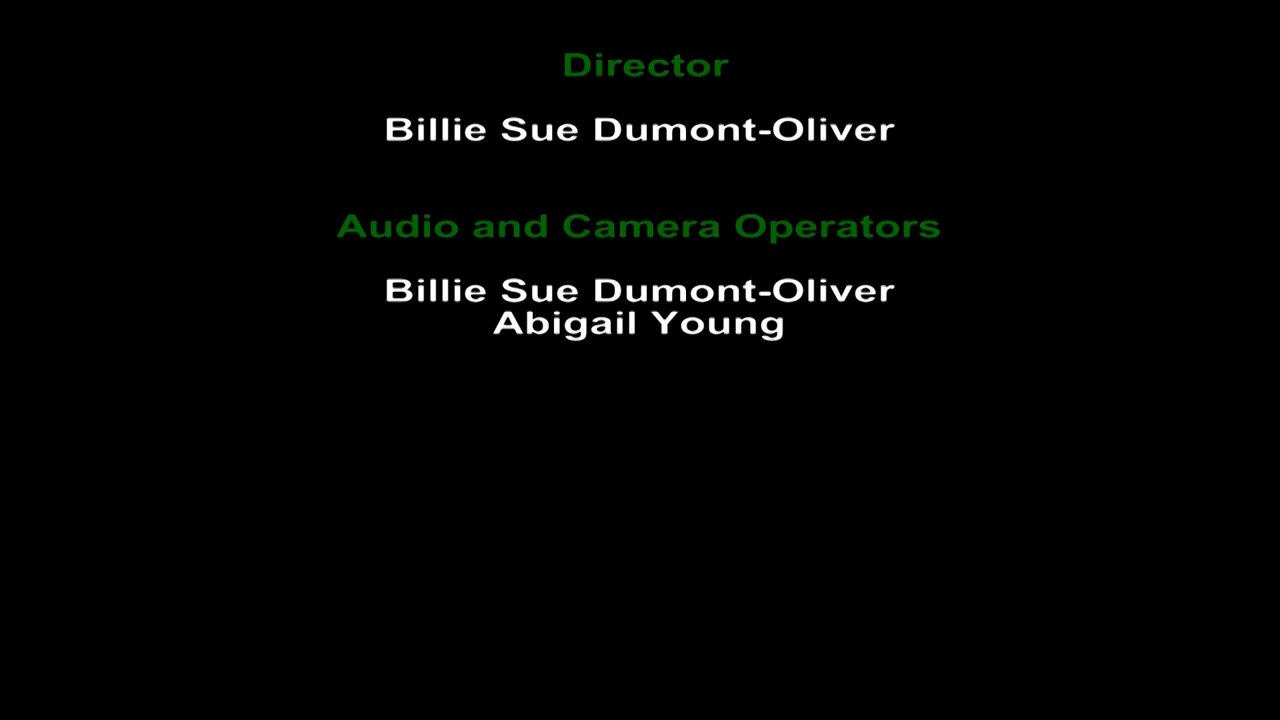 Director
Billie Sue Dumont-Oliver
Audio and Camera Operators
Billie Sue Dumont-Oliver
Abigail Young